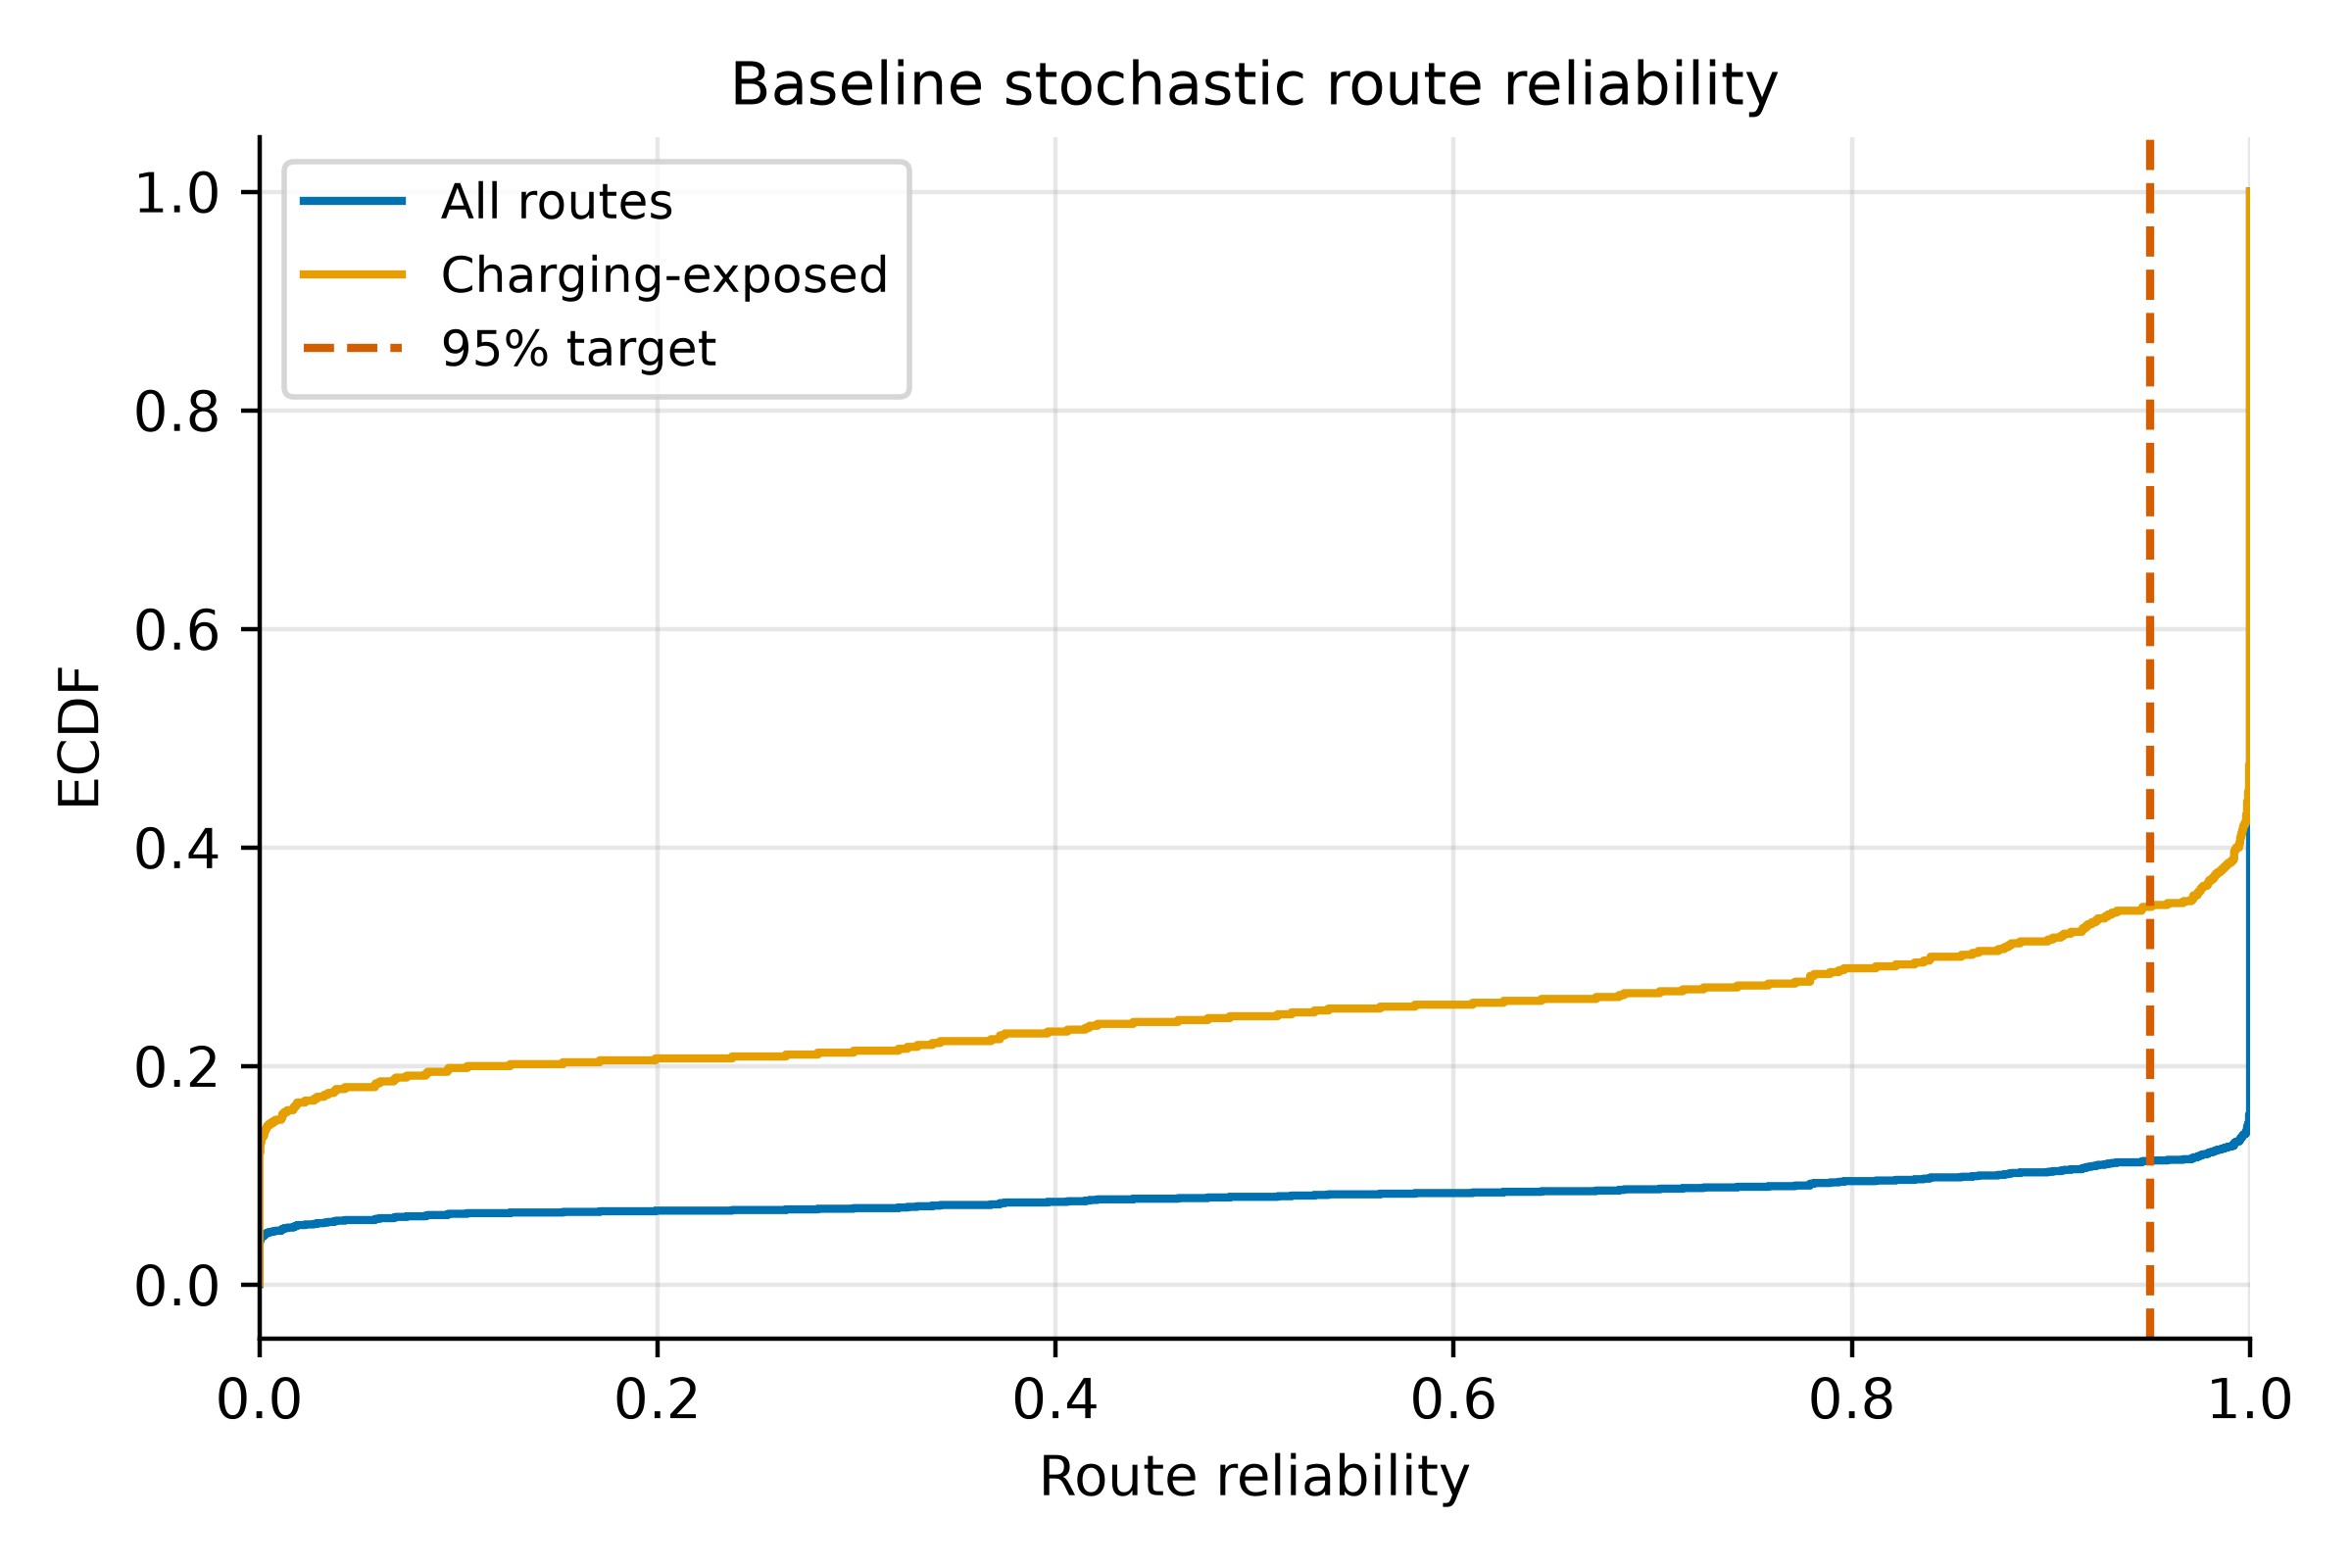 Baseline stochastic route reliability
All routes
Charging-exposed
95% target
ECDF
1.0
0.8
0.6
0.4
0.2
0.0
0.0 0.2 0.4 0.6 0.8 1.0
Route reliability